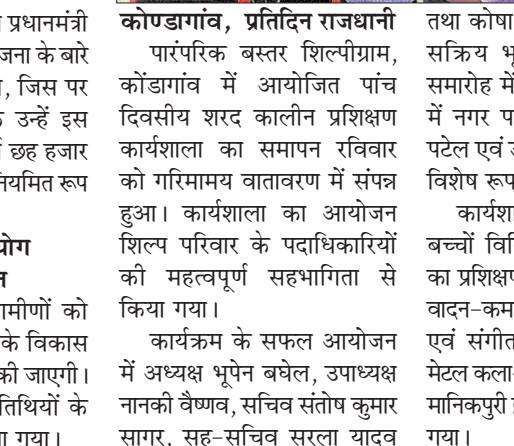 प्रधानमंत्री
जना के बारे
, जिस पर
उन्हें इस
छह हजार
नियमित रूप
योग
मीणों को
के विकास
की जाएगी।
तिथियों के
गया।
कोण्डागांव, प्रतिदिन राजधानी
पारंपरिक बस्तर शिल्पीग्राम,
कोंडागांव में आयोजित पांच
दिवसीय शरद कालीन प्रशिक्षण
कार्यशाला का समापन रविवार
को गरिमामय वातावरण में संपन्न
हुआ। कार्यशाला का आयोजन
शिल्प परिवार के पदाधिकारियों
की महत्वपूर्ण सहभागिता से
किया गया।
कार्यक्रम के सफल आयोजन
में अध्यक्ष भूपेन बघेल, उपाध्यक्ष
नानकी वैष्णव, सचिव संतोष कुमार
सागर, सह-सचिव सरला यादव
तथा कोषा
सक्रिय भू
समारोह में
में नगर प
पटेल एवं
विशेष रूप
कार्यशा
बच्चों वि
का प्रशिक्षण
वादन-कम
एवं संगीत
मेटल कला
मानिकपुरी
गया।